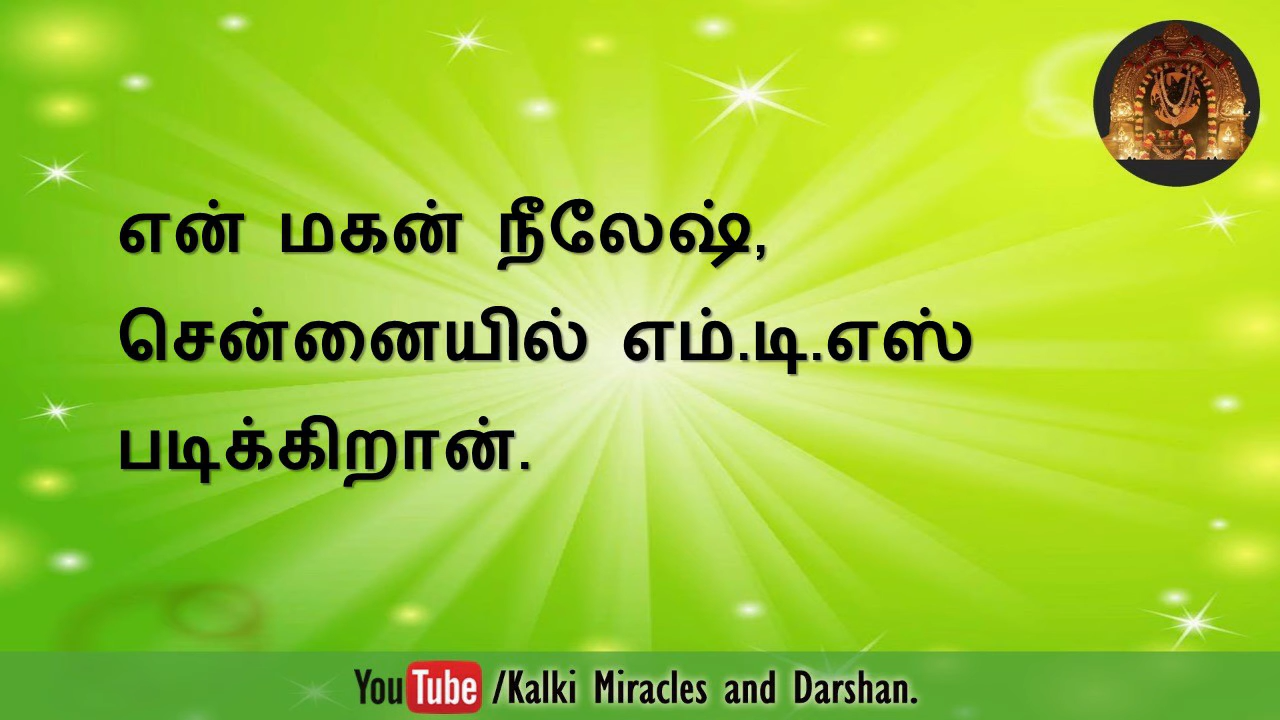 என் மகன் நீலேஷ்,
சென்னையில் எம்.டி.எஸ்
படிக்கிறான்.
YouTube /Kalki Miracles and Darshan.